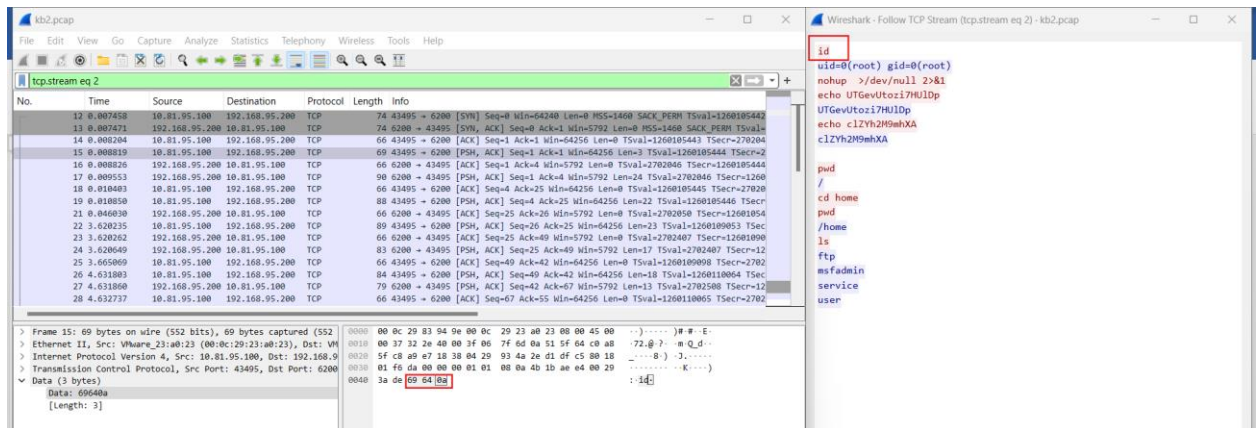 kb2.pcap
File Edit View Go Capture Analyze Statistics Telephony Wireless Tools Help
tcp.stream eq 2
No. Time Source Destination Protocol Length Info
12 0.007458 10.81.95.100 192.168.95.200 TCP 74 43495 → 6200 [SYN] Seq=0 Win=64240 Len=0 MSS=1460 SACK_PERM TSval=1260105442
13 0.007471 192.168.95.200 10.81.95.100 TCP 74 6200 → 43495 [SYN, ACK] Seq=0 Ack=1 Win=5792 Len=0 MSS=1460 SACK_PERM TSval=
14 0.008204 10.81.95.100 192.168.95.200 TCP 66 43495 → 6200 [ACK] Seq=1 Ack=1 Win=64256 Len=0 TSval=1260105443 TSecr=270204
15 0.008819 10.81.95.100 192.168.95.200 TCP 69 43495 → 6200 [PSH, ACK] Seq=1 Ack=1 Win=64256 Len=3 TSval=1260105444 TSecr=2
16 0.008826 192.168.95.200 10.81.95.100 TCP 66 6200 → 43495 [ACK] Seq=1 Ack=4 Win=5792 Len=0 TSval=2702046 TSecr=1260105444
17 0.009553 192.168.95.200 10.81.95.100 TCP 90 6200 → 43495 [PSH, ACK] Seq=1 Ack=4 Win=5792 Len=24 TSval=2702046 TSecr=1260
18 0.010403 10.81.95.100 192.168.95.200 TCP 66 43495 → 6200 [ACK] Seq=4 Ack=25 Win=64256 Len=0 TSval=1260105445 TSecr=27020
19 0.010850 10.81.95.100 192.168.95.200 TCP 88 43495 → 6200 [PSH, ACK] Seq=4 Ack=25 Win=64256 Len=22 TSval=1260105446 TSecr
21 0.046030 192.168.95.200 10.81.95.100 TCP 66 6200 → 43495 [ACK] Seq=25 Ack=26 Win=5792 Len=0 TSval=2702050 TSecr=12601054
22 3.620235 10.81.95.100 192.168.95.200 TCP 89 43495 → 6200 [PSH, ACK] Seq=26 Ack=25 Win=64256 Len=23 TSval=1260109053 TSec
23 3.620262 192.168.95.200 10.81.95.100 TCP 66 6200 → 43495 [ACK] Seq=25 Ack=49 Win=5792 Len=0 TSval=2702407 TSecr=12601090
24 3.620649 192.168.95.200 10.81.95.100 TCP 83 6200 → 43495 [PSH, ACK] Seq=25 Ack=49 Win=5792 Len=17 TSval=2702407 TSecr=12
25 3.665069 10.81.95.100 192.168.95.200 TCP 66 43495 → 6200 [ACK] Seq=49 Ack=42 Win=64256 Len=0 TSval=1260109098 TSecr=2702
26 4.631803 10.81.95.100 192.168.95.200 TCP 84 43495 → 6200 [PSH, ACK] Seq=49 Ack=42 Win=64256 Len=18 TSval=1260110064 TSec
27 4.631860 192.168.95.200 10.81.95.100 TCP 79 6200 → 43495 [PSH, ACK] Seq=42 Ack=67 Win=5792 Len=13 TSval=2702508 TSecr=12
28 4.632737 10.81.95.100 192.168.95.200 TCP 66 43495 → 6200 [ACK] Seq=67 Ack=55 Win=64256 Len=0 TSval=1260110065 TSecr=2702
Frame 15: 69 bytes on wire (552 bits), 69 bytes captured (552
Ethernet II, Src: VMware_23:a0:23 (00:0c:29:23:a0:23), Dst: VM
Internet Protocol Version 4, Src: 10.81.95.100, Dst: 192.168.9
Transmission Control Protocol, Src Port: 43495, Dst Port: 6200
Data (3 bytes)
Data: 69640a
[Length: 3]
0000 00 0c 29 83 94 9e 00 0c 29 23 a0 23 08 00 45 00 ··)····· )#·#··E·
0010 00 37 32 2e 40 00 3f 06 7f 6d 0a 51 5f 64 c0 a8 ·72.@·?· ·m·Q_d··
0020 5f c8 a9 e7 18 38 04 29 93 4a 2e d1 df c5 80 18 _····8·) ·J.·····
0030 01 f6 da 00 00 00 01 01 08 0a 4b 1b ae e4 00 29 ········ ··K····)
0040 3a de 69 64 0a :·id·
Wireshark - Follow TCP Stream (tcp.stream eq 2) - kb2.pcap
id
uid=0(root) gid=0(root)
nohup >/dev/null 2>&1
echo UTGevUtozi7HUlDp
UTGevUtozi7HUlDp
echo clZYh2M9mhXA
clZYh2M9mhXA
pwd
/
cd home
pwd
/home
ls
ftp
msfadmin
service
user